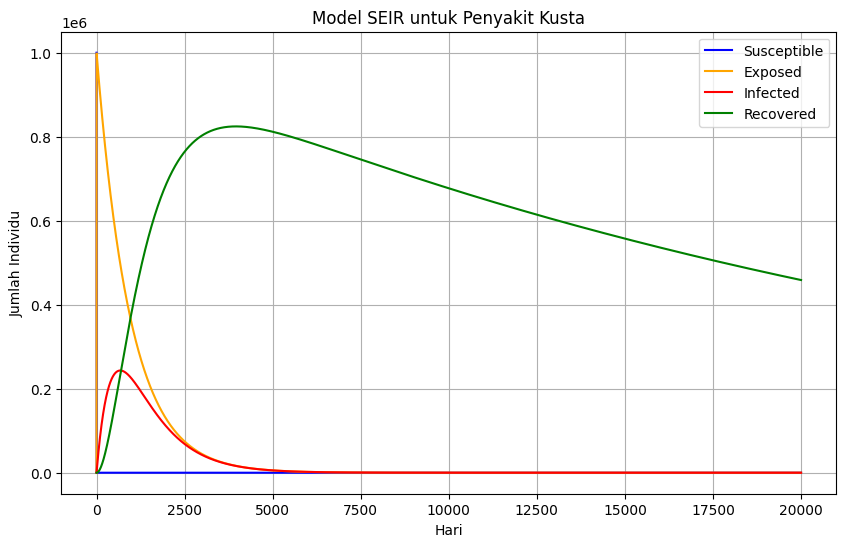 Model SEIR untuk Penyakit Kusta
1e6
Susceptible
Exposed
Infected
Recovered
1.0
0.8
0.6
0.4
0.2
0.0
Jumlah Individu
0 2500 5000 7500 10000 12500 15000 17500 20000
Hari